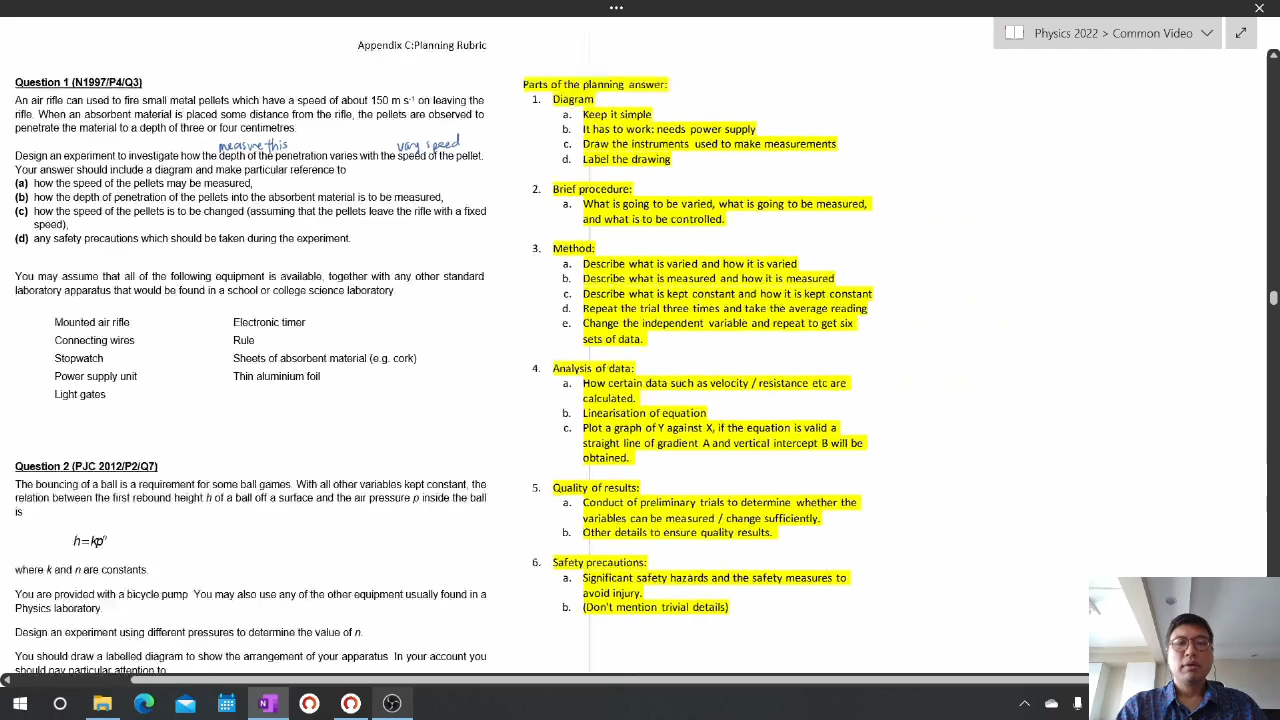 Physics 2022 > Common Video
Appendix C:Planning Rubric
Question 1 (N1997/P4/Q3)
An air rifle can used to fire small metal pellets which have a speed of about 150 m s⁻¹ on leaving the
rifle. When an absorbent material is placed some distance from the rifle, the pellets are observed to
penetrate the material to a depth of three or four centimetres.
measure this vary speed
Design an experiment to investigate how the depth of the penetration varies with the speed of the pellet.
Your answer should include a diagram and make particular reference to
(a) how the speed of the pellets may be measured,
(b) how the depth of penetration of the pellets into the absorbent material is to be measured,
(c) how the speed of the pellets is to be changed (assuming that the pellets leave the rifle with a fixed
speed),
(d) any safety precautions which should be taken during the experiment.
You may assume that all of the following equipment is available, together with any other standard
laboratory apparatus that would be found in a school or college science laboratory
Mounted air rifle Electronic timer
Connecting wires Rule
Stopwatch Sheets of absorbent material (e.g. cork)
Power supply unit Thin aluminium foil
Light gates
Question 2 (PJC 2012/P2/Q7)
The bouncing of a ball is a requirement for some ball games. With all other variables kept constant, the
relation between the first rebound height h of a ball off a surface and the air pressure p inside the ball
is
h=kpⁿ
where k and n are constants.
You are provided with a bicycle pump. You may also use any of the other equipment usually found in a
Physics laboratory.
Design an experiment using different pressures to determine the value of n.
You should draw a labelled diagram to show the arrangement of your apparatus. In your account you
should pay particular attention to
Parts of the planning answer:
1. Diagram
a. Keep it simple
b. It has to work: needs power supply
c. Draw the instruments used to make measurements
d. Label the drawing
2. Brief procedure:
a. What is going to be varied, what is going to be measured,
and what is to be controlled.
3. Method:
a. Describe what is varied and how it is varied
b. Describe what is measured and how it is measured
c. Describe what is kept constant and how it is kept constant
d. Repeat the trial three times and take the average reading
e. Change the independent variable and repeat to get six
sets of data.
4. Analysis of data:
a. How certain data such as velocity / resistance etc are
calculated.
b. Linearisation of equation
c. Plot a graph of Y against X, if the equation is valid a
straight line of gradient A and vertical intercept B will be
obtained.
5. Quality of results:
a. Conduct of preliminary trials to determine whether the
variables can be measured / change sufficiently.
b. Other details to ensure quality results.
6. Safety precautions:
a. Significant safety hazards and the safety measures to
avoid injury.
b. (Don't mention trivial details)